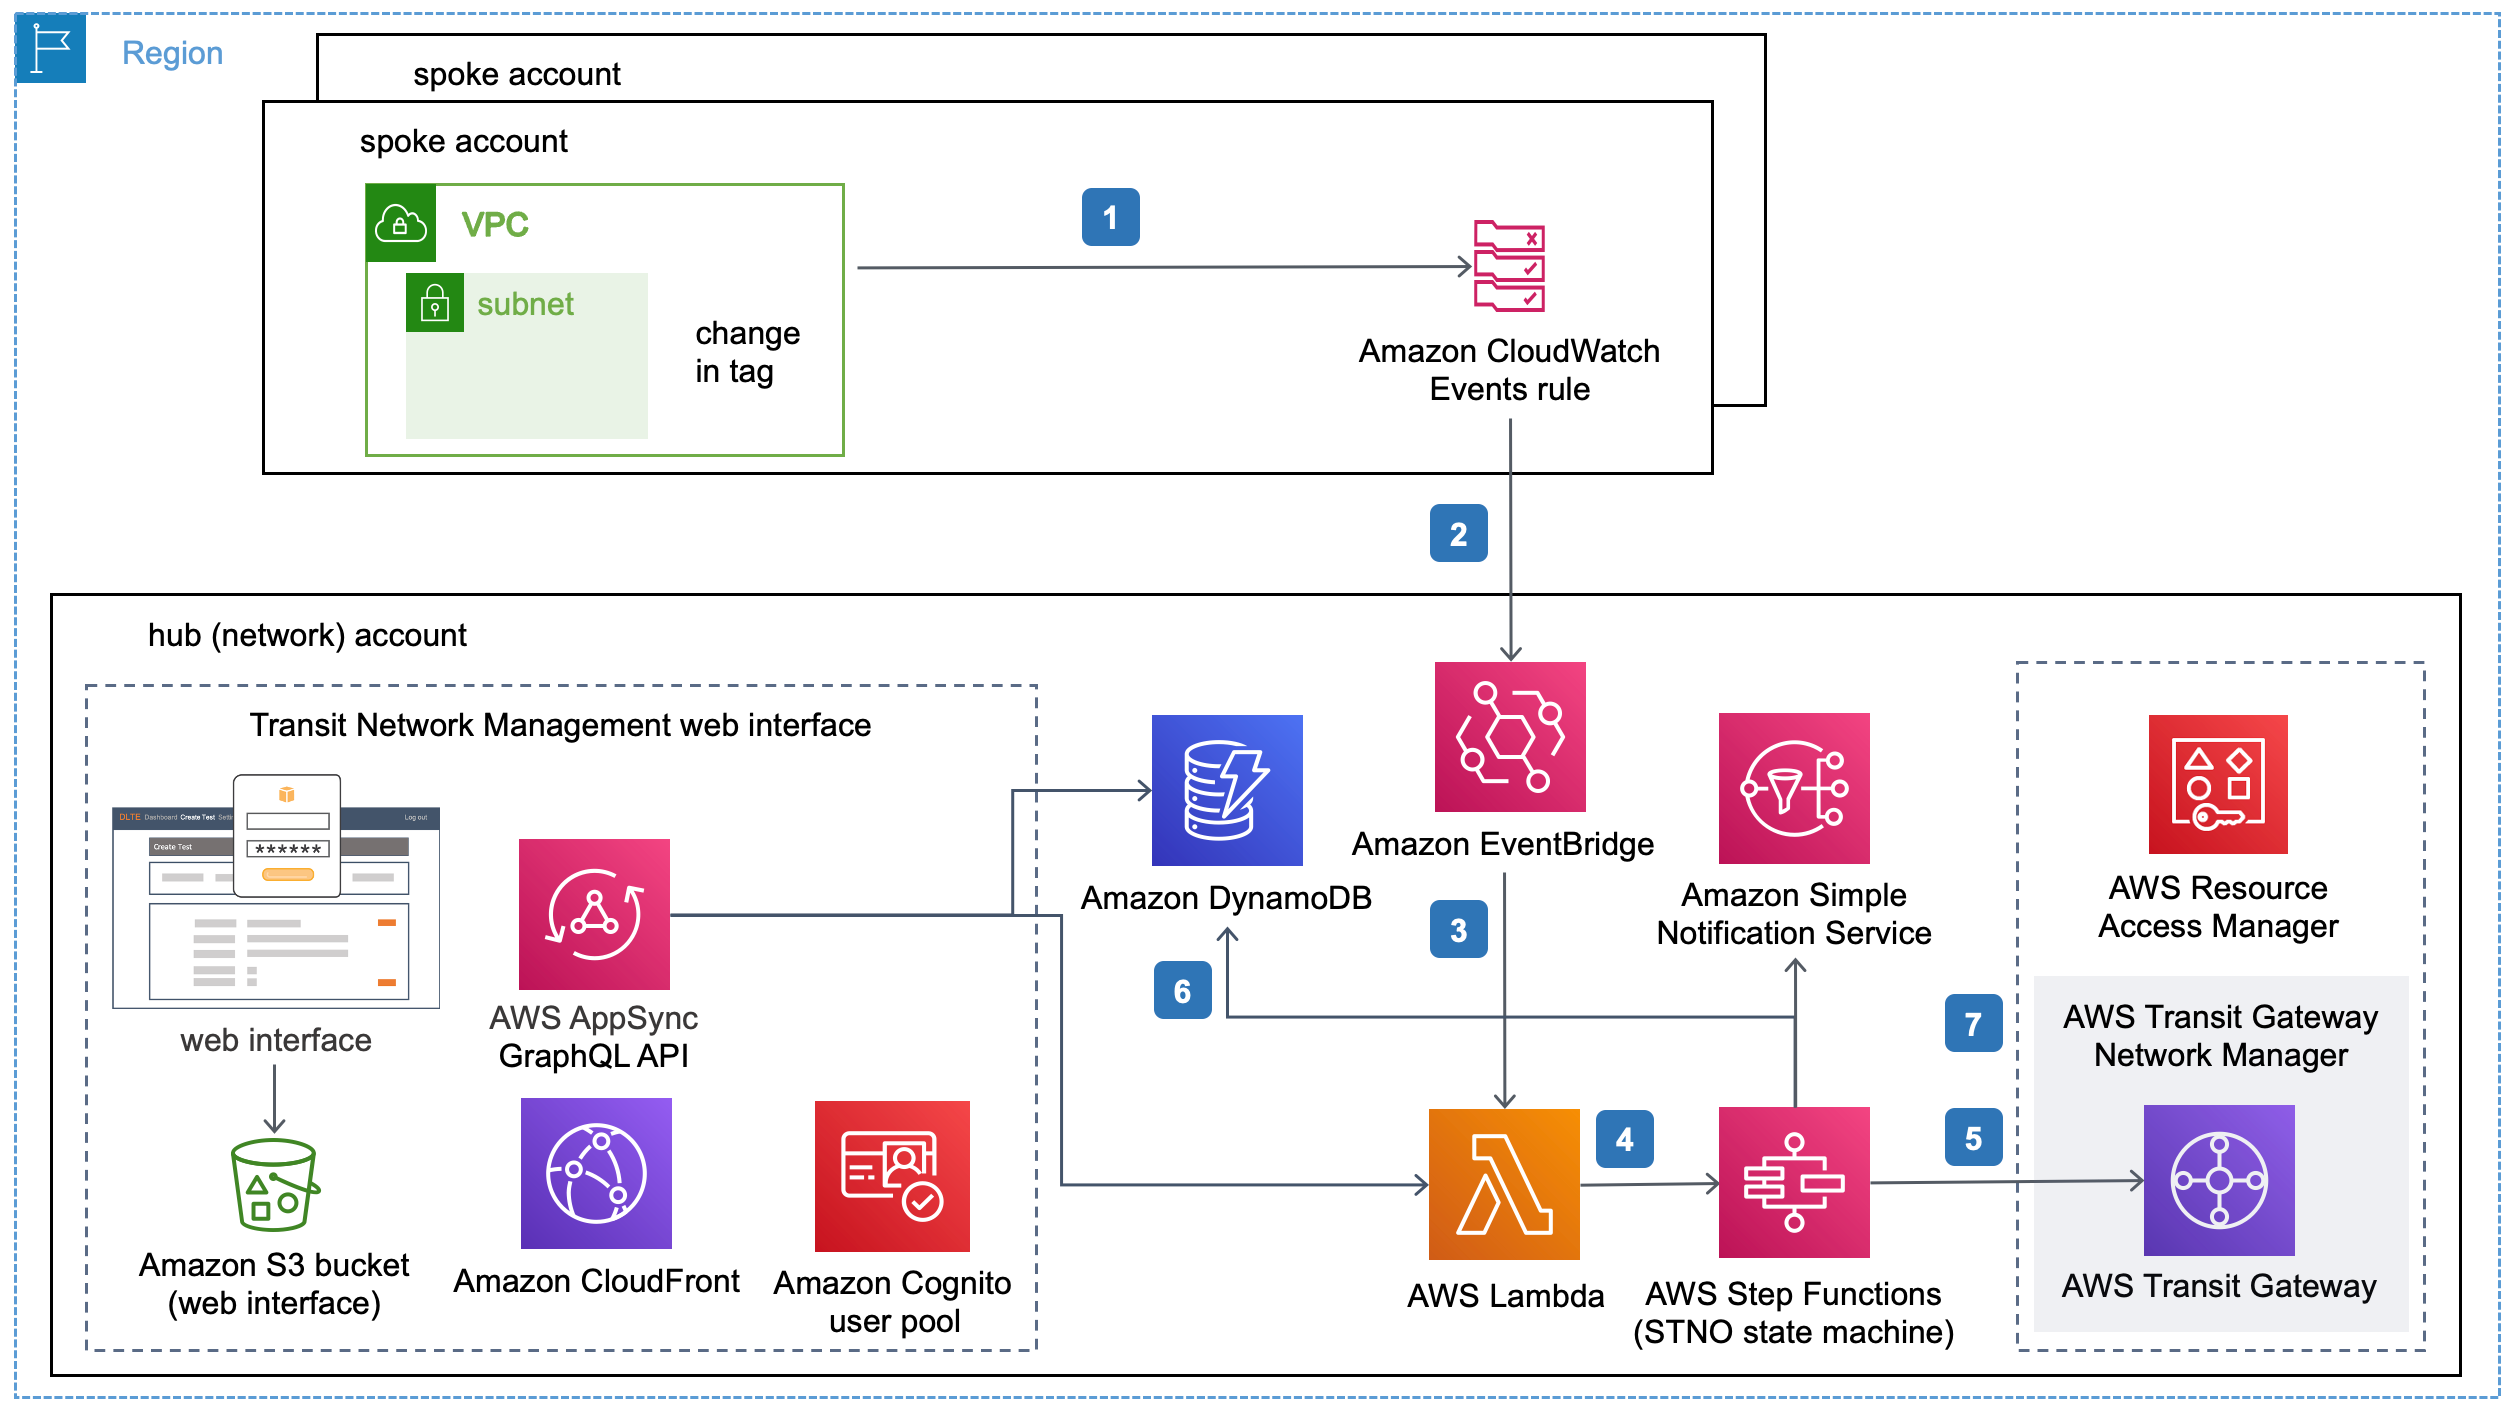 Region
spoke account
spoke account
VPC
subnet
change
in tag
1
Amazon CloudWatch
Events rule
2
hub (network) account
Transit Network Management web interface
DLTE Dashboard Create Test
Log out
Create Test
******
web interface
Amazon S3 bucket
(web interface)
AWS AppSync
GraphQL API
Amazon CloudFront
Amazon Cognito
user pool
Amazon DynamoDB
Amazon EventBridge
3
6
Amazon Simple
Notification Service
AWS Lambda
4
AWS Step Functions
(STNO state machine)
7
5
AWS Resource
Access Manager
AWS Transit Gateway
Network Manager
AWS Transit Gateway